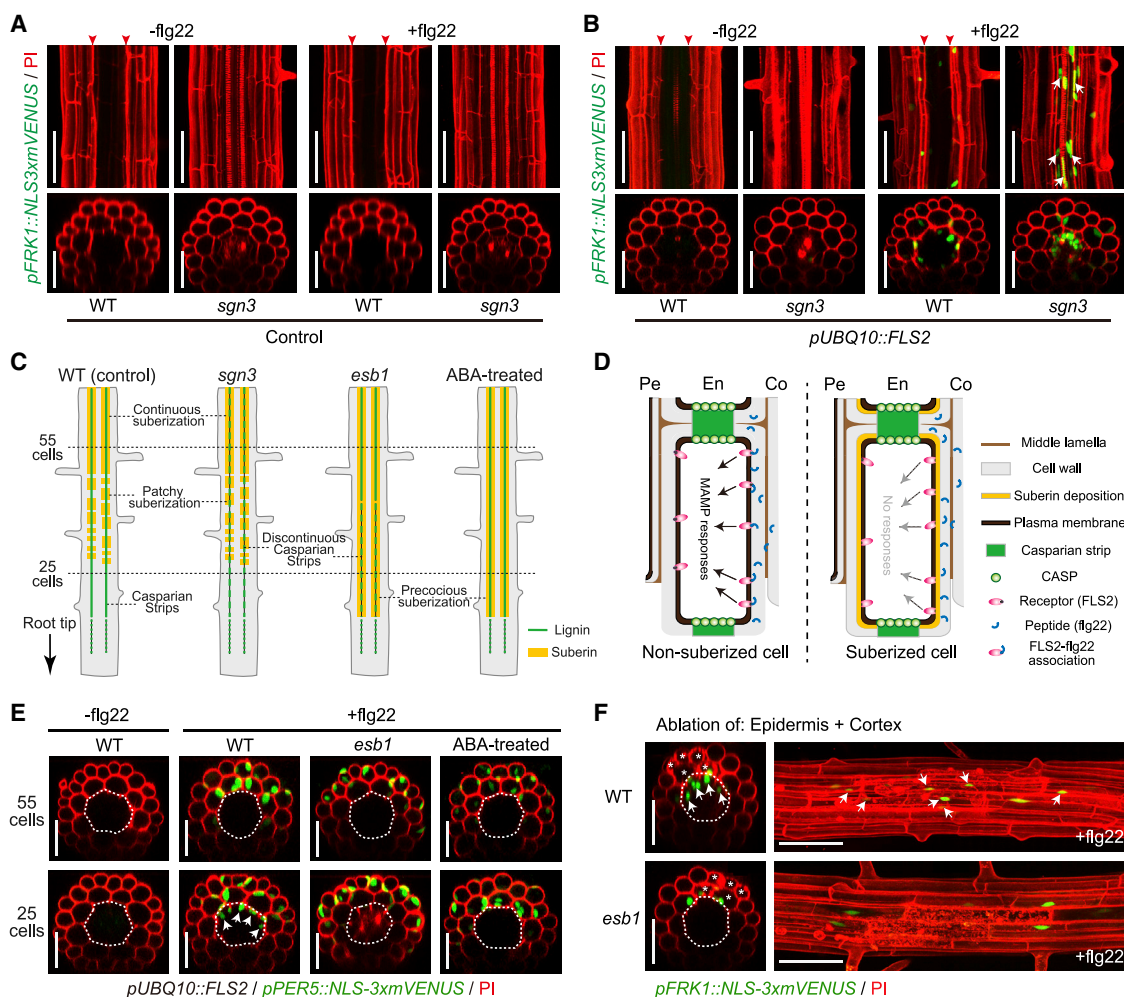 A
-flg22
+flg22
pFRK1::NLS3xmVENUS / PI
WT
sgn3
WT
sgn3
Control
B
-flg22
+flg22
pFRK1::NLS3xmVENUS / PI
WT
sgn3
WT
sgn3
pUBQ10::FLS2
C
WT (control)
sgn3
esb1
ABA-treated
Continuous
suberization
55
cells
Patchy
suberization
Discontinuous
Casparian
Strips
25
cells
Casparian
Strips
Precocious
suberization
Root tip
Lignin
Suberin
D
Pe
En
Co
Pe
En
Co
MAMP responses
No responses
Non-suberized cell
Suberized cell
Middle lamella
Cell wall
Suberin deposition
Plasma membrane
Casparian strip
CASP
Receptor (FLS2)
Peptide (flg22)
FLS2-flg22
association
E
-flg22
+flg22
WT
WT
esb1
ABA-treated
55
cells
25
cells
pUBQ10::FLS2 / pPER5::NLS-3xmVENUS / PI
F
Ablation of: Epidermis + Cortex
WT
+flg22
esb1
+flg22
pFRK1::NLS-3xmVENUS / PI